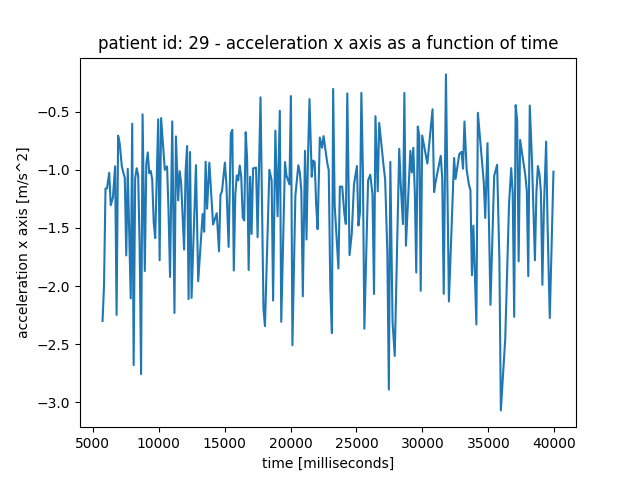 patient id: 29 - acceleration x axis as a function of time
acceleration x axis [m/s^2]
−0.5
−1.0
−1.5
−2.0
−2.5
−3.0
5000 10000 15000 20000 25000 30000 35000 40000
time [milliseconds]